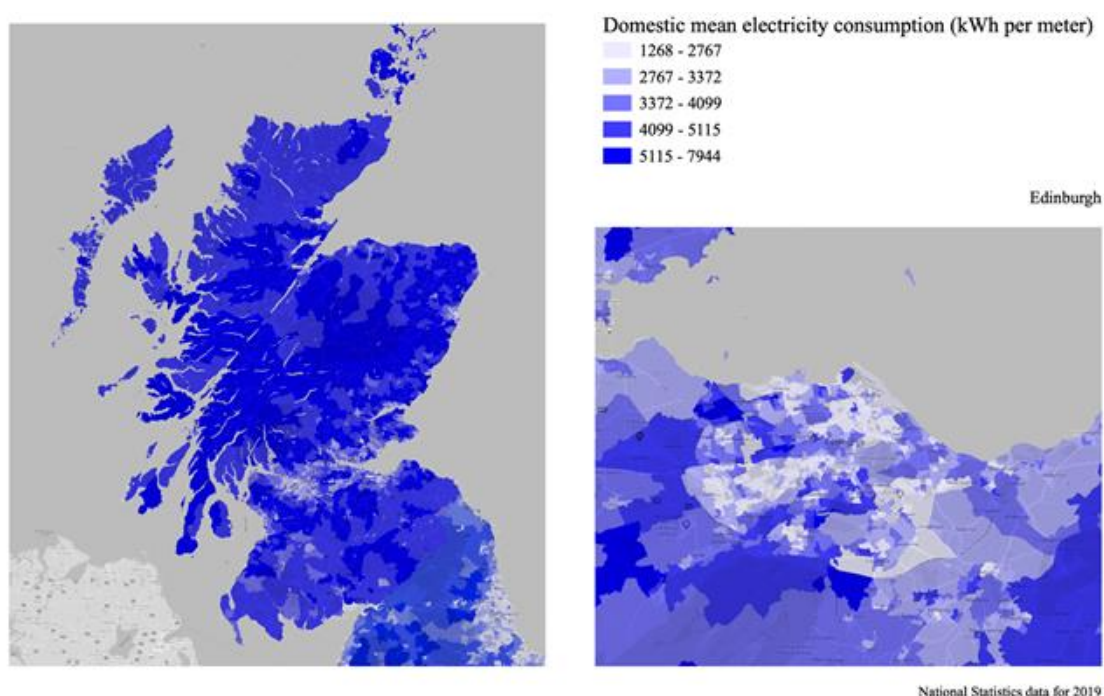 Domestic mean electricity consumption (kWh per meter)
1268 - 2767
2767 - 3372
3372 - 4099
4099 - 5115
5115 - 7944
Edinburgh
National Statistics data for 2019